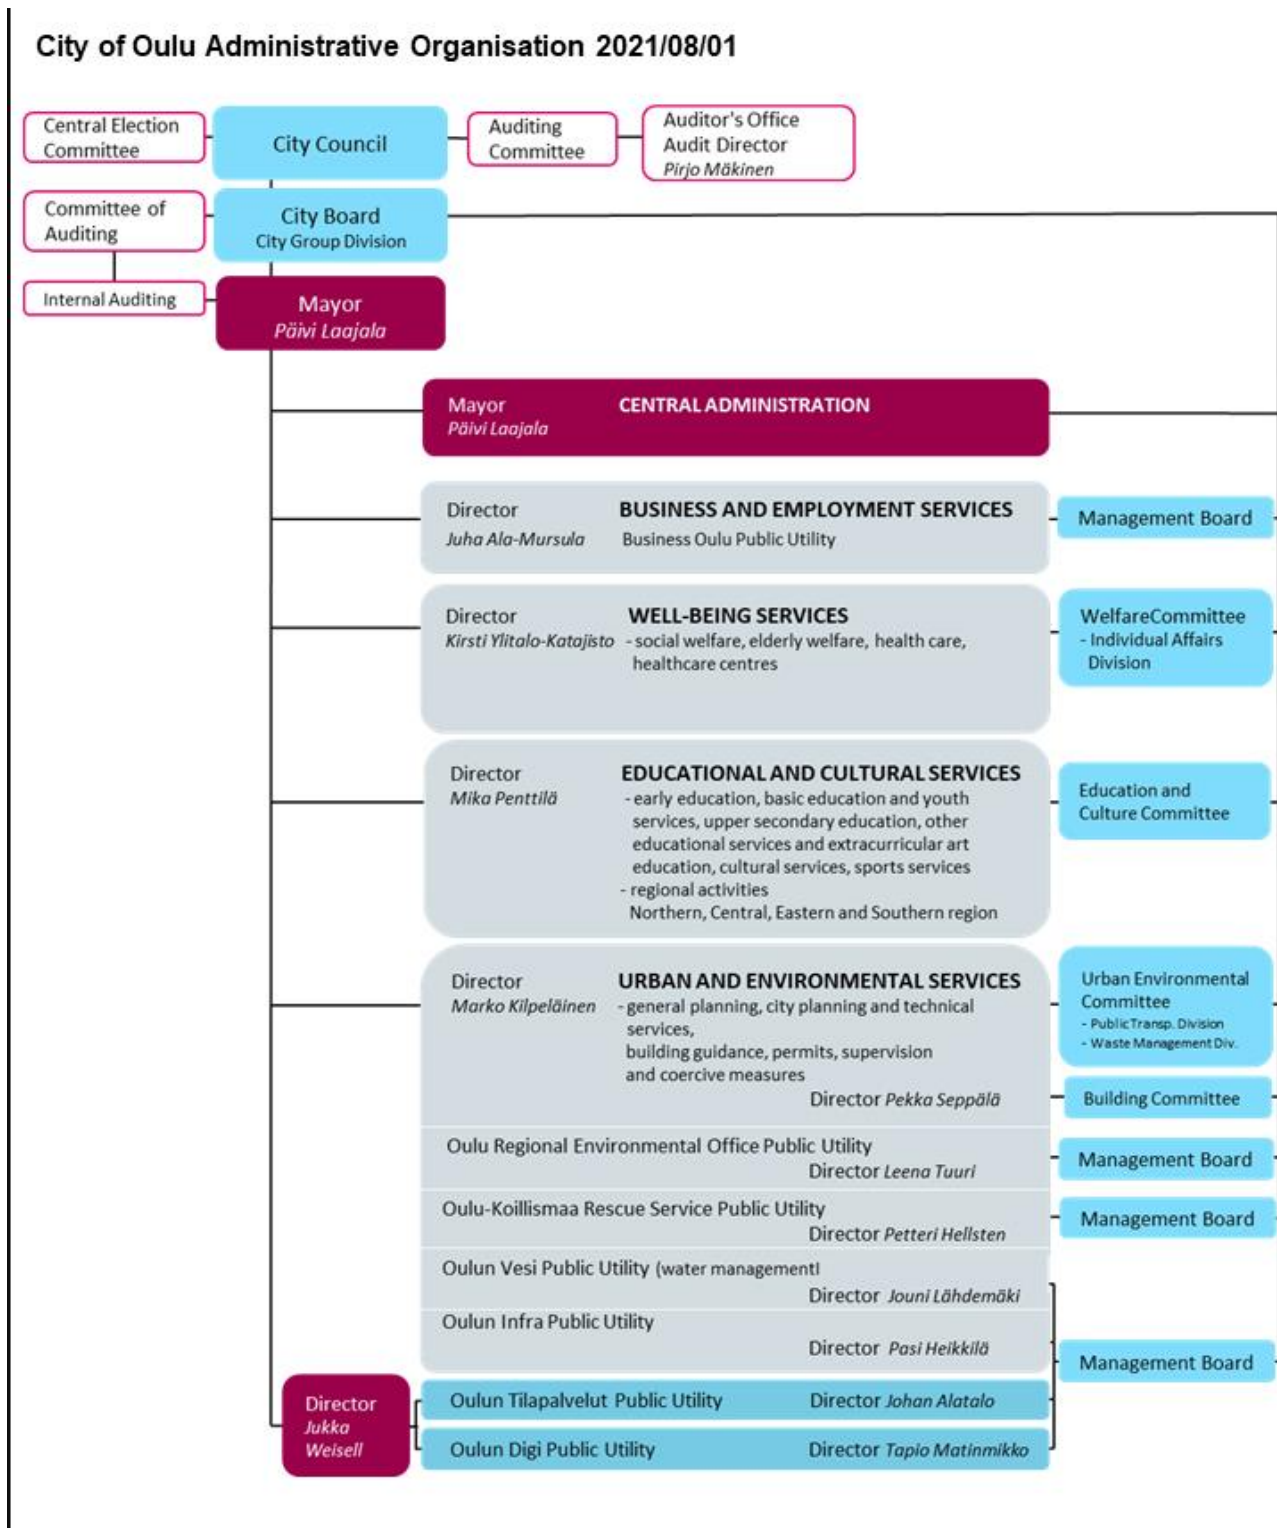 City of Oulu Administrative Organisation 2021/08/01
Central Election
Committee
City Council
Auditing
Committee
Auditor's Office
Audit Director
Pirjo Mäkinen
Committee of
Auditing
City Board
City Group Division
Internal Auditing
Mayor
Päivi Laajala
Mayor
Päivi Laajala
CENTRAL ADMINISTRATION
Director
Juha Ala-Mursula
BUSINESS AND EMPLOYMENT SERVICES
Business Oulu Public Utility
Management Board
Director
Kirsti Ylitalo-Katajisto
WELL-BEING SERVICES
- social welfare, elderly welfare, health care,
healthcare centres
WelfareCommittee
- Individual Affairs
Division
Director
Mika Penttilä
EDUCATIONAL AND CULTURAL SERVICES
- early education, basic education and youth
services, upper secondary education, other
educational services and extracurricular art
education, cultural services, sports services
- regional activities
Northern, Central, Eastern and Southern region
Education and
Culture Committee
Director
Marko Kilpeläinen
URBAN AND ENVIRONMENTAL SERVICES
- general planning, city planning and technical
services,
building guidance, permits, supervision
and coercive measures
Director Pekka Seppälä
Urban Environmental
Committee
- Public Transp. Division
- Waste Management Div.
Building Committee
Oulu Regional Environmental Office Public Utility
Director Leena Tuuri
Management Board
Oulu-Koillismaa Rescue Service Public Utility
Director Petteri Hellsten
Management Board
Oulun Vesi Public Utility (water managementl
Director Jouni Lähdemäki
Oulun Infra Public Utility
Director Pasi Heikkilä
Management Board
Director
Jukka
Weisell
Oulun Tilapalvelut Public Utility Director Johan Alatalo
Oulun Digi Public Utility Director Tapio Matinmikko